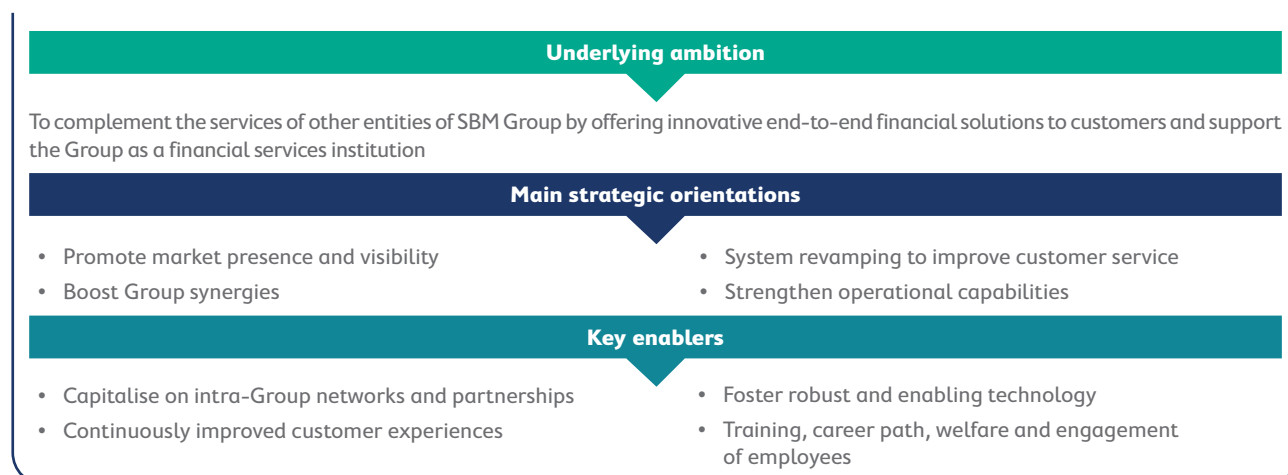 Underlying ambition
To complement the services of other entities of SBM Group by offering innovative end-to-end financial solutions to customers and support
the Group as a financial services institution
Main strategic orientations
• Promote market presence and visibility
• Boost Group synergies
• System revamping to improve customer service
• Strengthen operational capabilities
Key enablers
• Capitalise on intra-Group networks and partnerships
• Continuously improved customer experiences
• Foster robust and enabling technology
• Training, career path, welfare and engagement
of employees